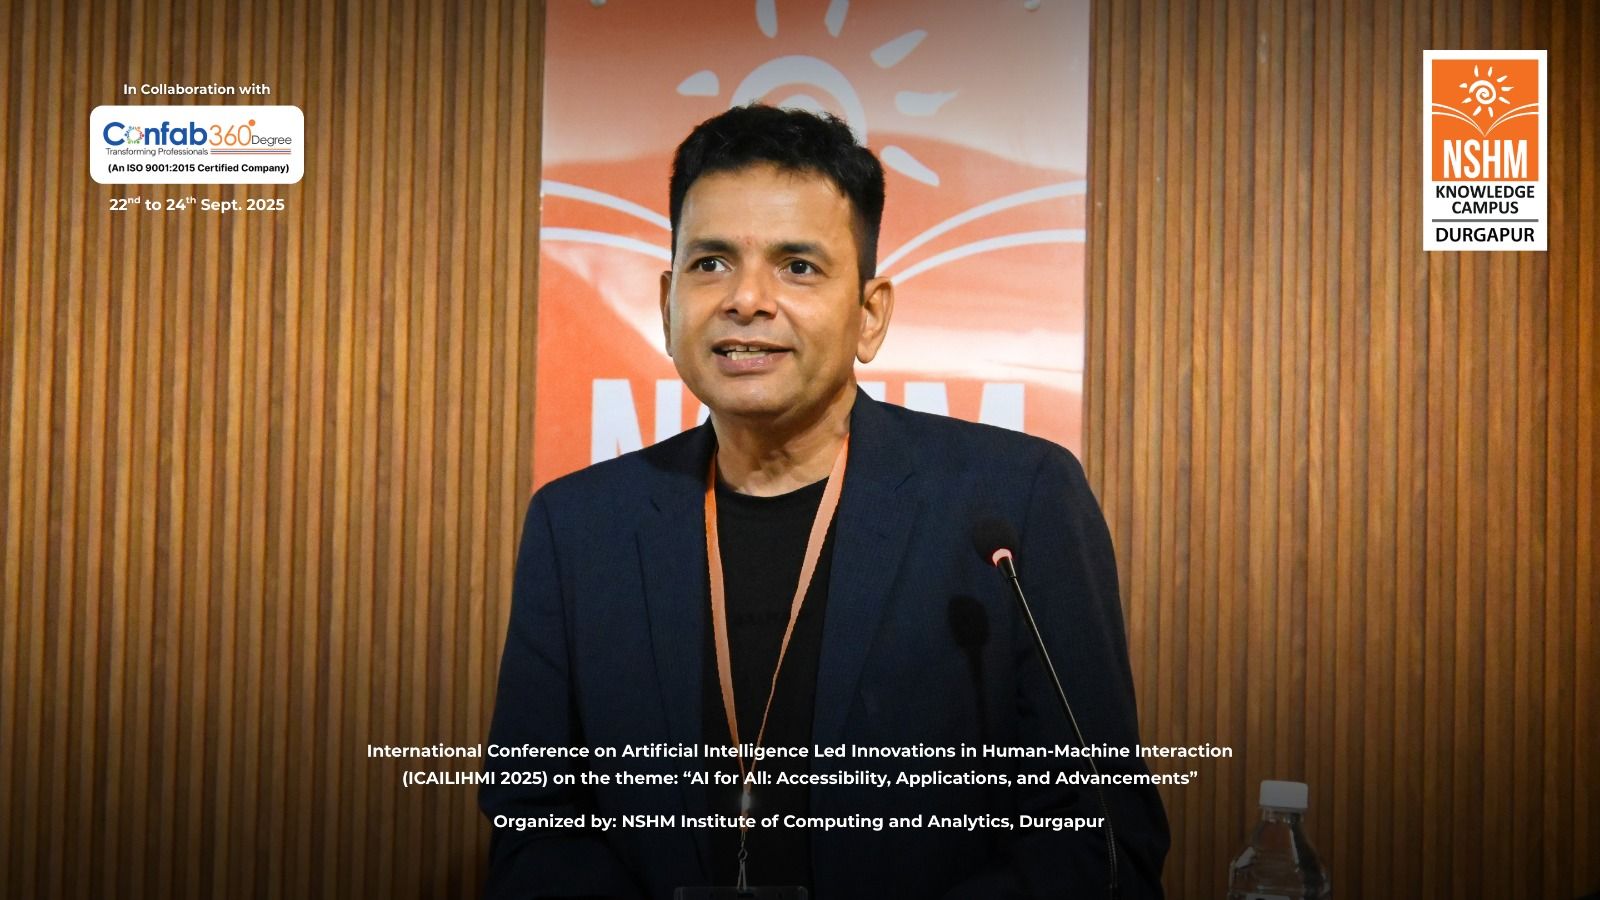 In Collaboration with
Confab360Degree
Transforming Professionals
(An ISO 9001:2015 Certified Company)
22nd to 24th Sept. 2025
NSHM
KNOWLEDGE
CAMPUS
DURGAPUR
International Conference on Artificial Intelligence Led Innovations in Human-Machine Interaction
(ICAILIHMI 2025) on the theme: “AI for All: Accessibility, Applications, and Advancements”
Organized by: NSHM Institute of Computing and Analytics, Durgapur